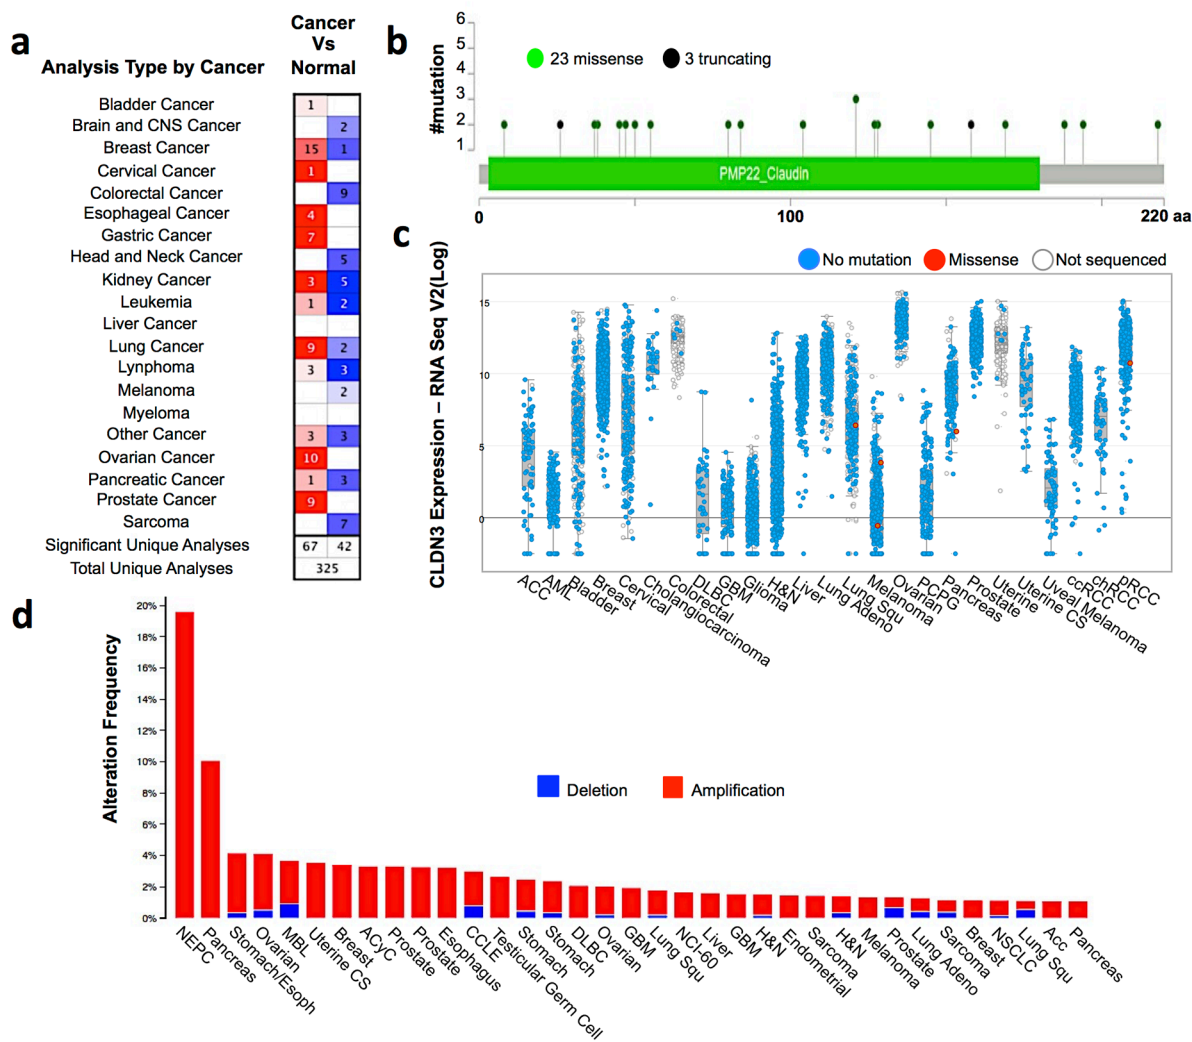 a
Analysis Type by Cancer
Cancer
Vs
Normal
Bladder Cancer 1
Brain and CNS Cancer 2
Breast Cancer 15 1
Cervical Cancer 1
Colorectal Cancer 9
Esophageal Cancer 4
Gastric Cancer 7
Head and Neck Cancer 5
Kidney Cancer 3 5
Leukemia 1 2
Liver Cancer
Lung Cancer 9 2
Lymphoma 3 3
Melanoma 2
Myeloma
Other Cancer 3 3
Ovarian Cancer 10
Pancreatic Cancer 1 3
Prostate Cancer 9
Sarcoma 7
Significant Unique Analyses 67 42
Total Unique Analyses 325
b
#mutation
6
5
4
3
2
1
23 missense
3 truncating
PMP22_Claudin
0
100
220 aa
c
CLDN3 Expression – RNA Seq V2(Log)
No mutation
Missense
Not sequenced
15
10
5
0
ACC
AML
Bladder
Breast
Cervical
Cholangiocarcinoma
Colorectal
DLBC
GBM
Glioma
H&N
Liver
Lung Adeno
Lung Squ
Melanoma
Ovarian
PCPG
Pancreas
Prostate
Uterine
Uterine CS
Uveal Melanoma
ccRCC
chRCC
pRCC
d
Alteration Frequency
20%
18%
16%
14%
12%
10%
8%
6%
4%
2%
0%
Deletion
Amplification
NEPC
Pancreas
Stomach/Esoph
Ovarian
MBL
Uterine CS
Breast
ACyC
Prostate
Prostate
Esophagus
CCLE
Testicular Germ Cell
Stomach
Stomach
DLBC
Ovarian
GBM
Lung Squ
NCI-60
Liver
GBM
H&N
Endometrial
Sarcoma
H&N
Melanoma
Prostate
Lung Adeno
Sarcoma
Breast
NSCLC
Lung Squ
Acc
Pancreas